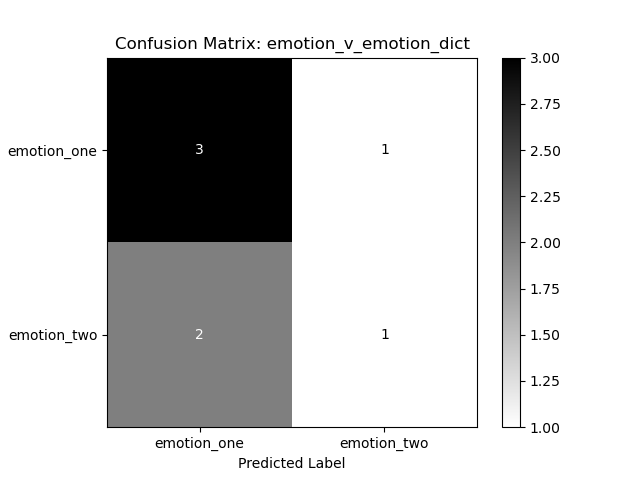 Confusion Matrix: emotion_v_emotion_dict
3.00
2.75
2.50
2.25
2.00
1.75
1.50
1.25
1.00
emotion_one
3 1
emotion_two
2 1
emotion_one emotion_two
Predicted Label